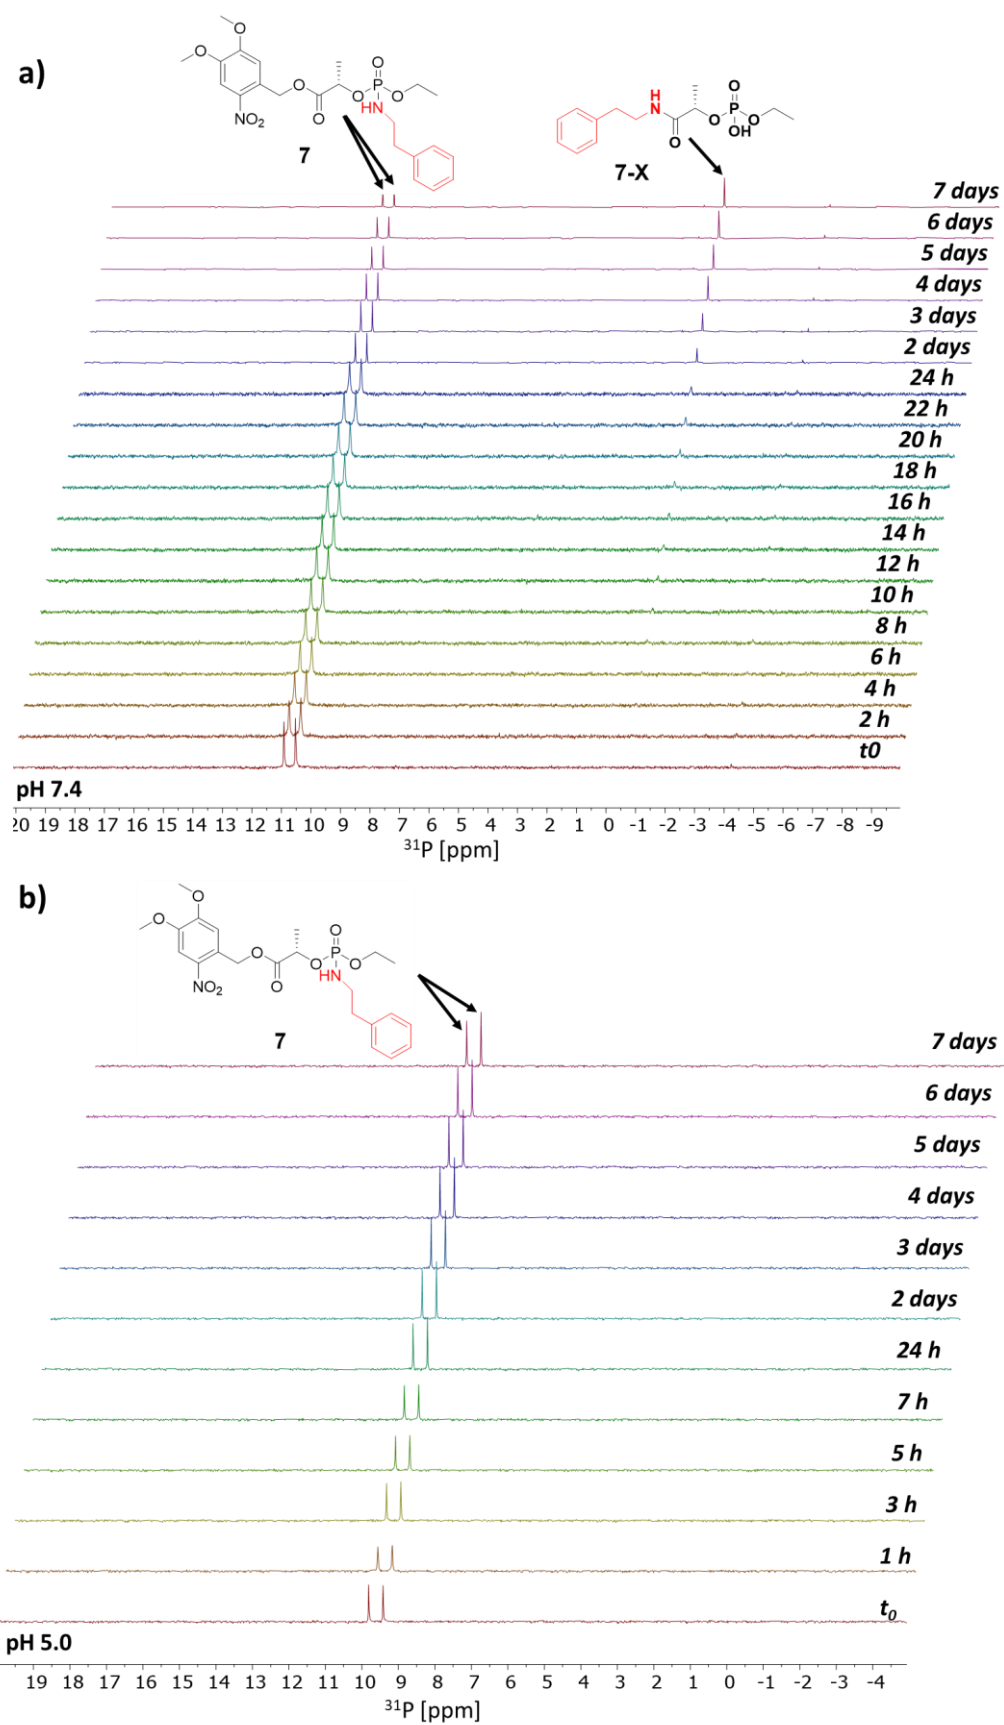 a)
O
O
NO₂
O
O
O
O
P
O
HN
7
H
N
O
O
O
P
OH
O
7-X
7 days
6 days
5 days
4 days
3 days
2 days
24 h
22 h
20 h
18 h
16 h
14 h
12 h
10 h
8 h
6 h
4 h
2 h
t0
pH 7.4
20 19 18 17 16 15 14 13 12 11 10 9 8 7 6 5 4 3 2 1 0 -1 -2 -3 -4 -5 -6 -7 -8 -9
³¹P [ppm]
b)
O
O
NO₂
O
O
O
O
P
O
HN
7
7 days
6 days
5 days
4 days
3 days
2 days
24 h
7 h
5 h
3 h
1 h
t₀
pH 5.0
19 18 17 16 15 14 13 12 11 10 9 8 7 6 5 4 3 2 1 0 -1 -2 -3 -4
³¹P [ppm]